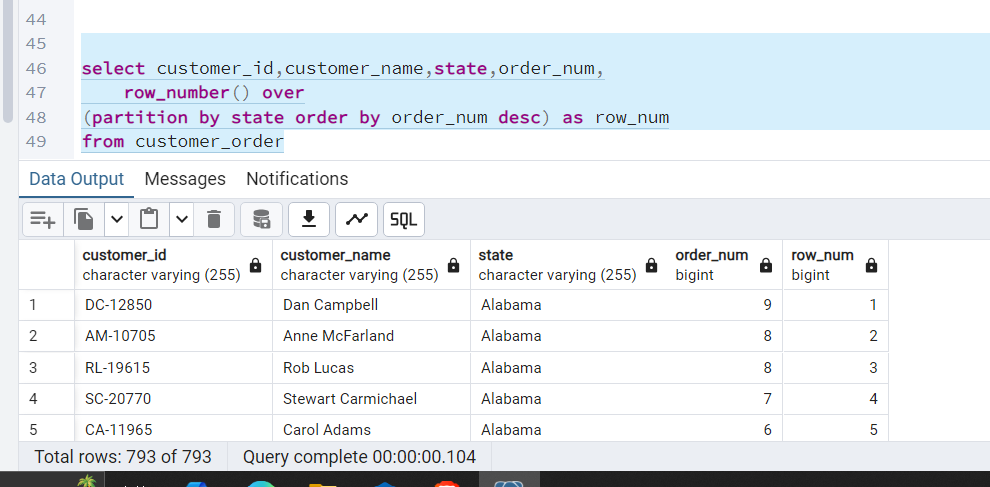 44
45
46 select customer_id,customer_name,state,order_num,
47 row_number() over
48 (partition by state order by order_num desc) as row_num
49 from customer_order
Data Output Messages Notifications
SQL
customer_id customer_name state order_num row_num
character varying (255) character varying (255) character varying (255) bigint bigint
1 DC-12850 Dan Campbell Alabama 9 1
2 AM-10705 Anne McFarland Alabama 8 2
3 RL-19615 Rob Lucas Alabama 8 3
4 SC-20770 Stewart Carmichael Alabama 7 4
5 CA-11965 Carol Adams Alabama 6 5
Total rows: 793 of 793 Query complete 00:00:00.104